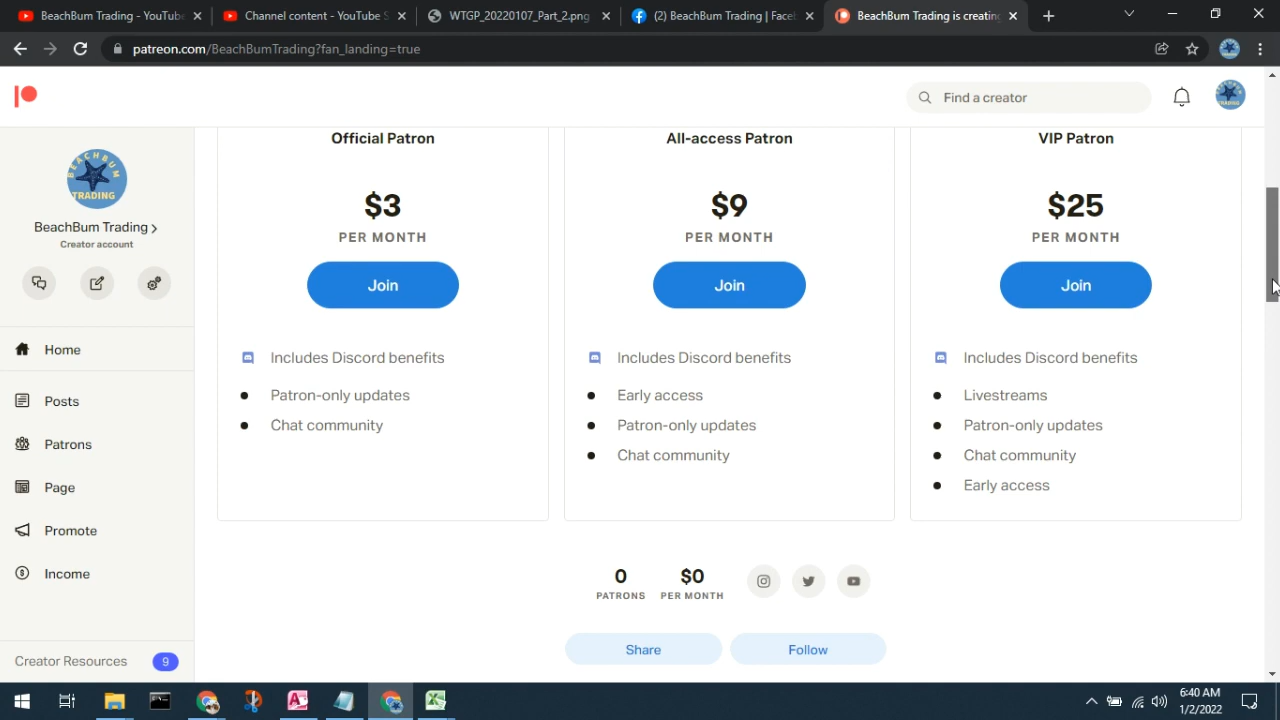 BeachBum Trading - YouTube
Channel content - YouTube S
WTGP_20220107_Part_2.png
(2) BeachBum Trading | Faceb
BeachBum Trading is creating
patreon.com/BeachBumTrading?fan_landing=true
Find a creator
BEACHBUM
TRADING
BeachBum Trading
Creator account
Home
Posts
Patrons
Page
Promote
Income
Creator Resources
9
Official Patron
$3
PER MONTH
Join
Includes Discord benefits
Patron-only updates
Chat community
All-access Patron
$9
PER MONTH
Join
Includes Discord benefits
Early access
Patron-only updates
Chat community
VIP Patron
$25
PER MONTH
Join
Includes Discord benefits
Livestreams
Patron-only updates
Chat community
Early access
0
PATRONS
$0
PER MONTH
Share
Follow
6:40 AM
1/2/2022